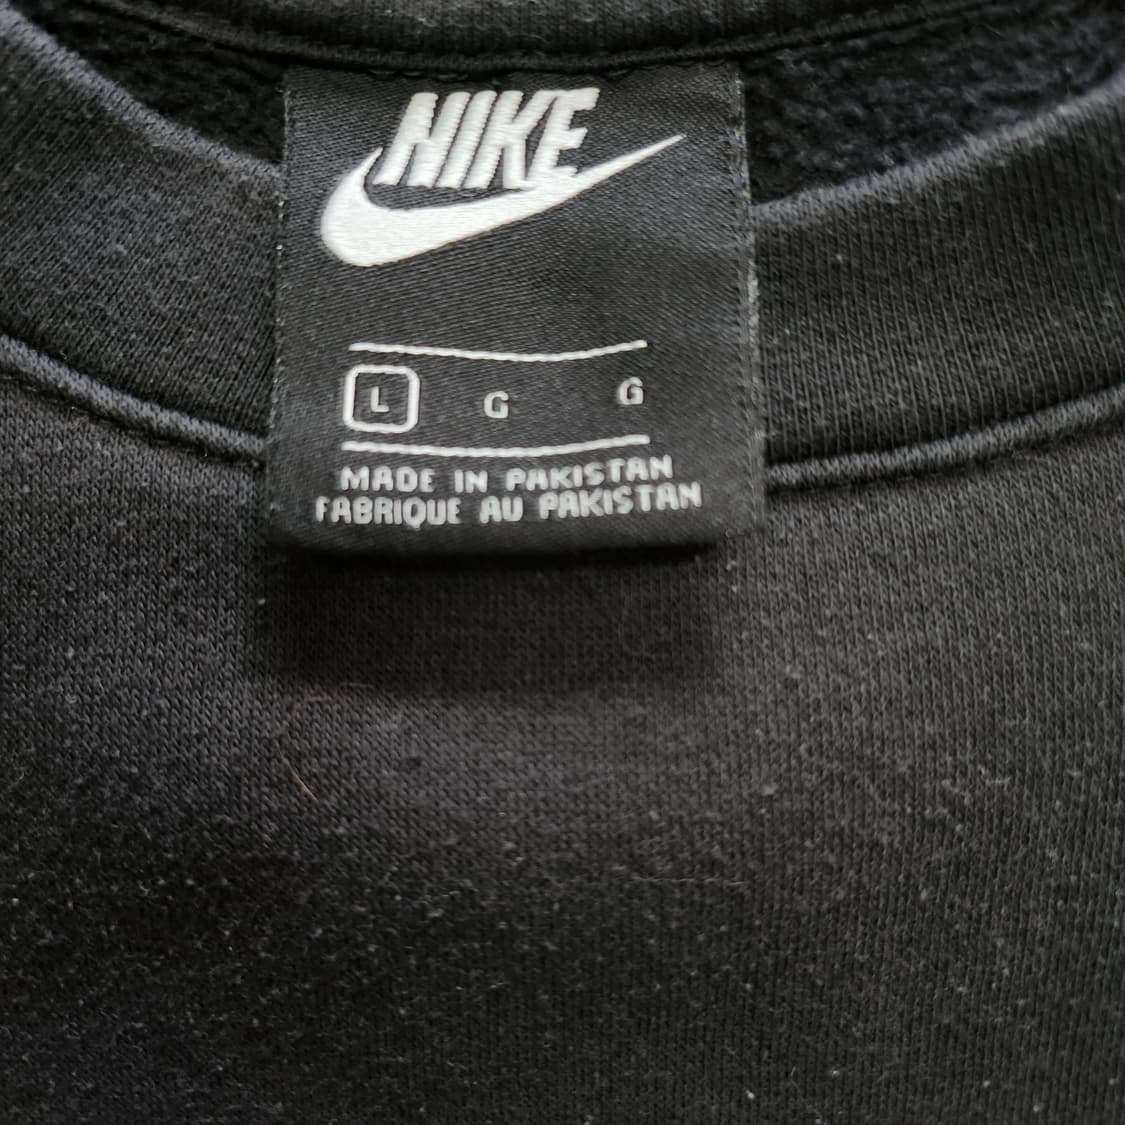 NIKE
L G G
MADE IN PAKISTAN
FABRIQUE AU PAKISTAN